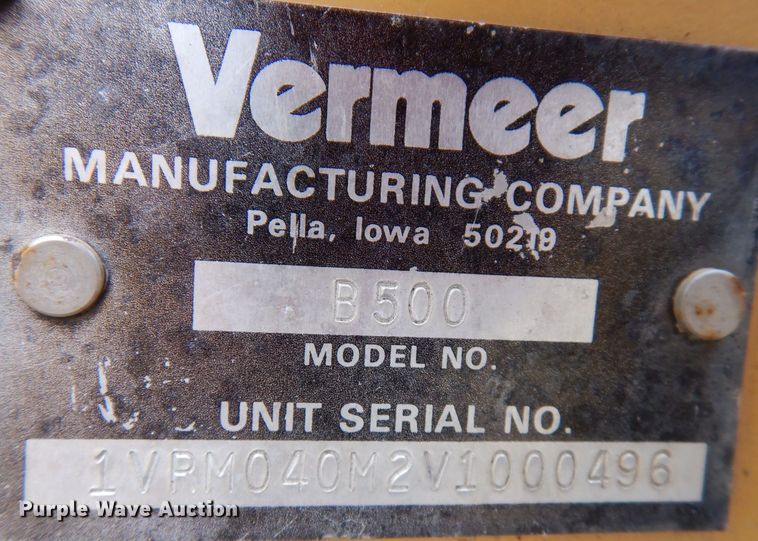 Vermeer
MANUFACTURING COMPANY
Pella, Iowa 50219
B500
MODEL NO.
UNIT SERIAL NO.
1VRM040M2V1000496
Purple Wave Auction